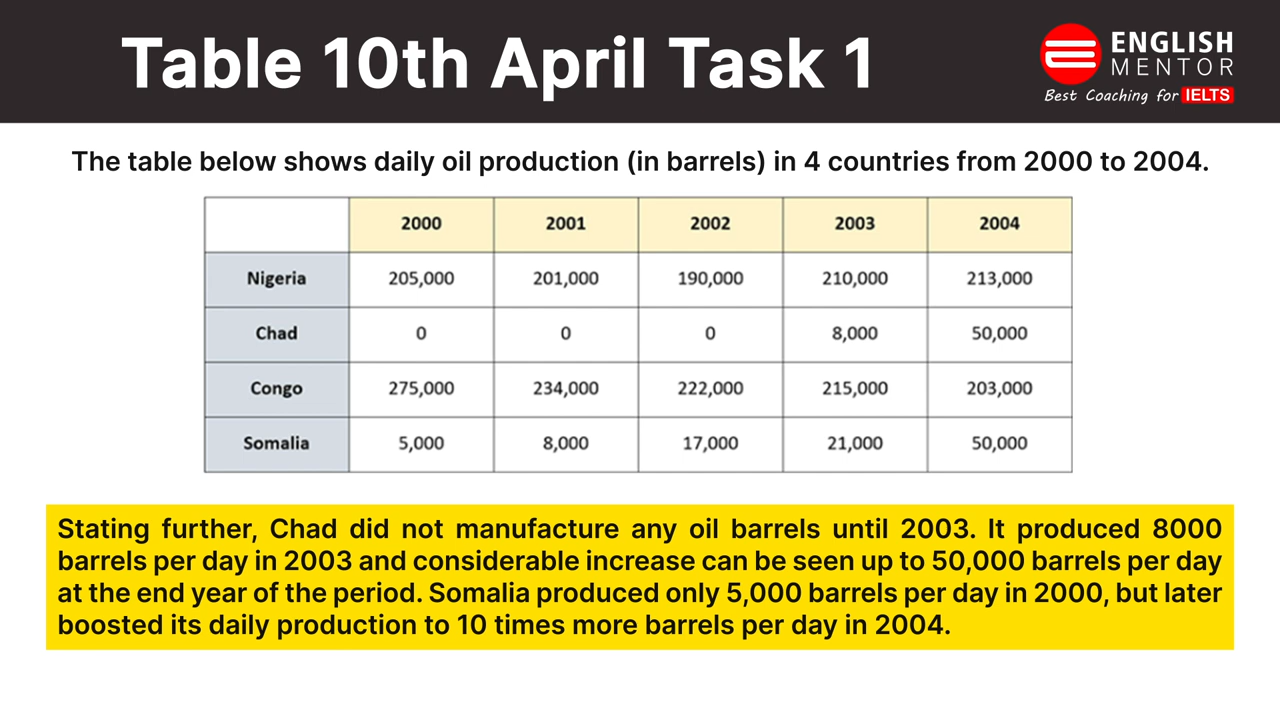 Table 10th April Task 1
ENGLISH
MENTOR
Best Coaching for IELTS
The table below shows daily oil production (in barrels) in 4 countries from 2000 to 2004.
2000 2001 2002 2003 2004
Nigeria 205,000 201,000 190,000 210,000 213,000
Chad 0 0 0 8,000 50,000
Congo 275,000 234,000 222,000 215,000 203,000
Somalia 5,000 8,000 17,000 21,000 50,000
Stating further, Chad did not manufacture any oil barrels until 2003. It produced 8000
barrels per day in 2003 and considerable increase can be seen up to 50,000 barrels per day
at the end year of the period. Somalia produced only 5,000 barrels per day in 2000, but later
boosted its daily production to 10 times more barrels per day in 2004.